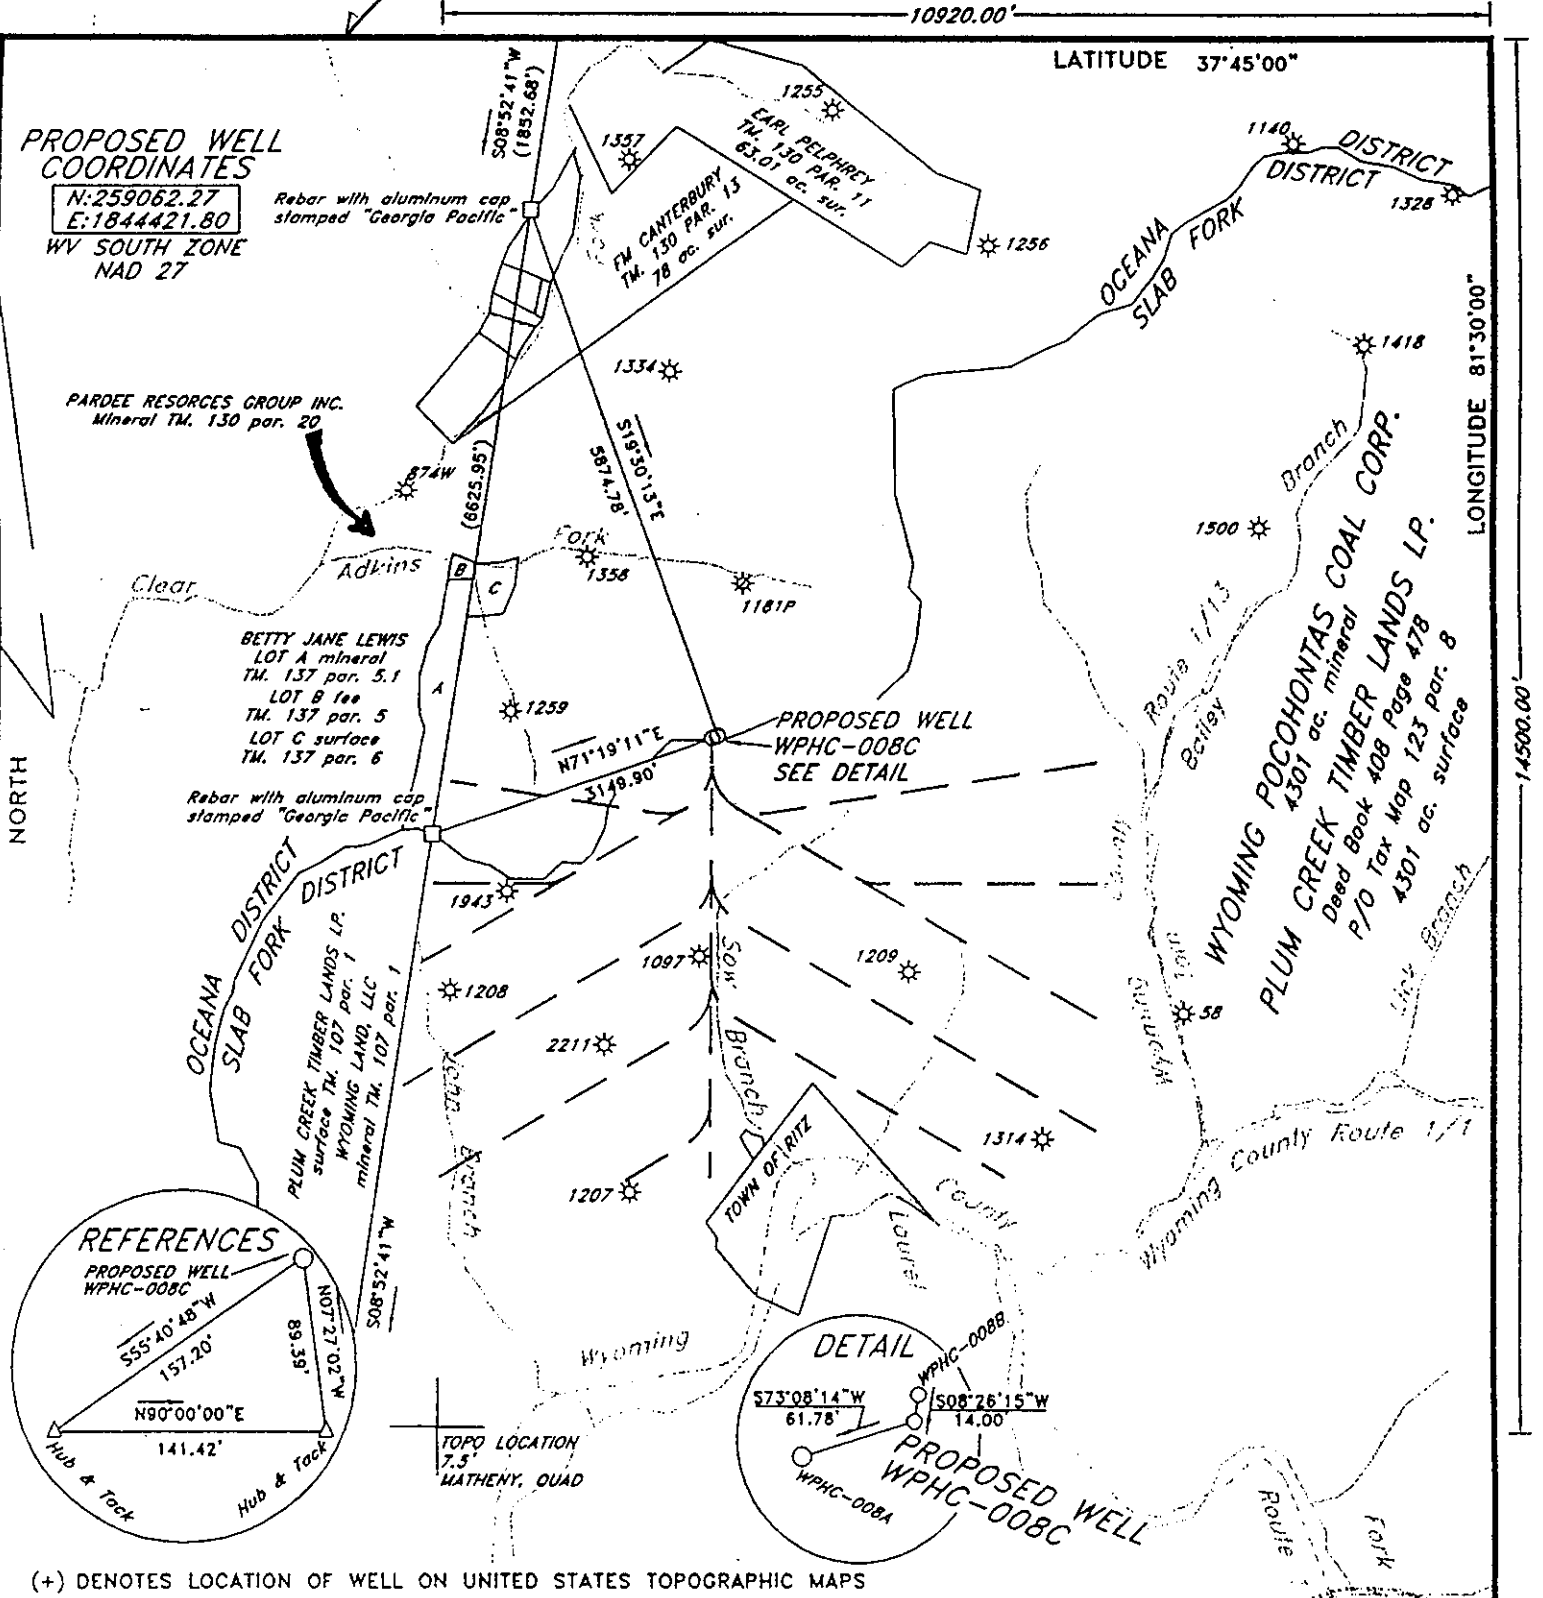 10920.00'
LATITUDE 37°45'00"
PROPOSED WELL
COORDINATES
N:259062.27
E:1844421.80
WV SOUTH ZONE
NAD 27
S08°52'41"W
(1852.68')
Rebar with aluminum cap
stamped "Georgia Pacific"
1357
1255
EARL PELPHREY
TM. 130 PAR. 11
63.01 ac. sur.
FM CANTERBURY
TM. 130 PAR. 13
78 ac. sur.
1256
1140
DISTRICT
DISTRICT
1328
OCEANA
SLAB FORK
LONGITUDE 81°30'00"
1418
1334
PARDEE RESORCES GROUP INC.
Mineral TM. 130 par. 20
874W
(6625.95')
S19°30'13"E
5874.78'
Branch
1500
Clear
Adkins
Fork
B
C
1358
1181P
BETTY JANE LEWIS
LOT A mineral
TM. 137 par. 5.1
LOT B fee
TM. 137 par. 5
LOT C surface
TM. 137 par. 6
A
1259
Route 1/13
Bailey
WYOMING POCOHONTAS COAL CORP.
4301 ac. mineral
PLUM CREEK TIMBER LANDS LP.
Deed Book 408 Page 478
P/O Tax Map 123 par. 8
4301 ac. surface
14500.00'
NORTH
N71°19'11"E
3149.90'
PROPOSED WELL
WPHC-008C
SEE DETAIL
Rebar with aluminum cap
stamped "Georgia Pacific"
DISTRICT
DISTRICT
OCEANA
SLAB FORK
1943
PLUM CREEK TIMBER LANDS LP.
surface TM. 107 par. 1
WYOMING LAND, LLC
mineral TM. 107 par. 1
1208
1097
Sow
Branch
1209
2211
58
Wyoming
Branch
John
Branch
1314
1207
TOWN OF RITZ
County
Laurel
Wyoming County Route 1/1
S08°52'41"W
REFERENCES
PROPOSED WELL
WPHC-008C
S55°40'48"W
157.20'
N07°27'02"W
89.39'
N90°00'00"E
141.42'
Hub & Tack
Hub & Tack
Wyoming
TOPO LOCATION
7.5'
MATHENY, QUAD
DETAIL
WPHC-008B
S73°08'14"W
61.78'
S08°26'15"W
14.00'
PROPOSED WELL
WPHC-008C
WPHC-008A
Route
Fork
(+) DENOTES LOCATION OF WELL ON UNITED STATES TOPOGRAPHIC MAPS